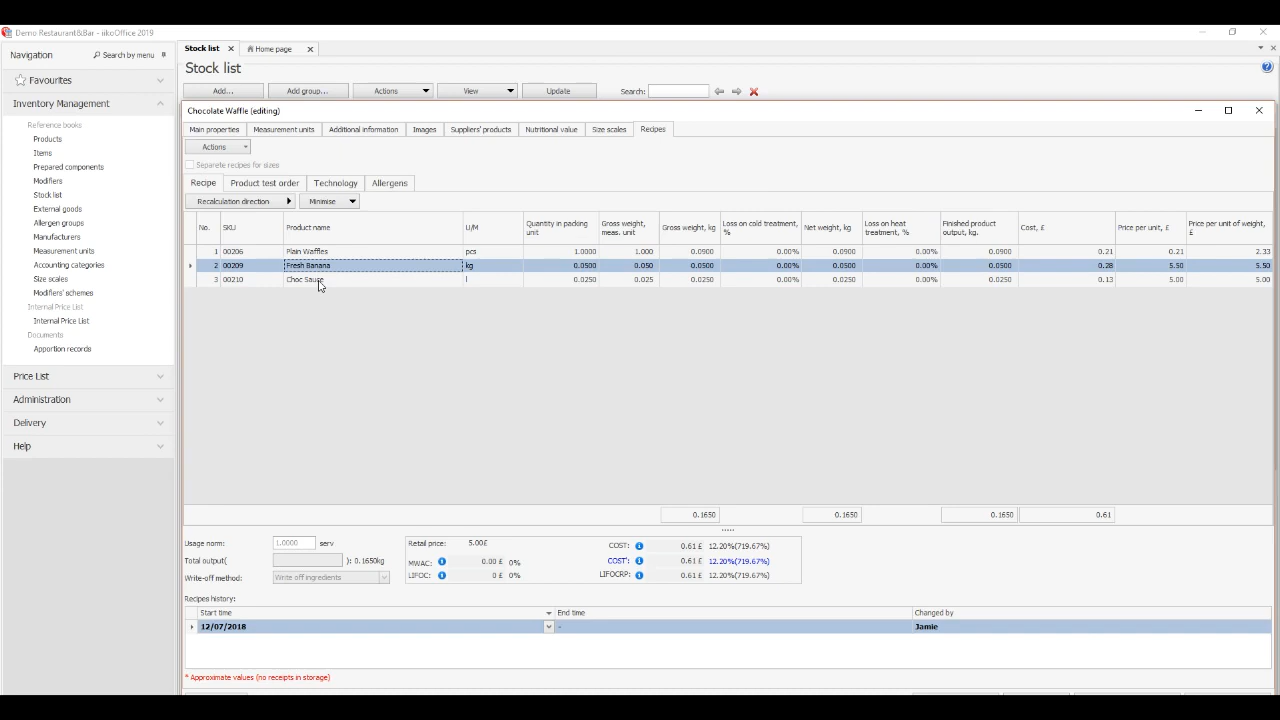 Demo Restaurant&Bar - iikoOffice 2019
Navigation Search by menu
Stock list Home page
Favourites
Stock list
Inventory Management
Add... Add group... Actions View Update Search:
Reference books
Products
Items
Prepared components
Modifiers
Stock list
External goods
Allergen groups
Manufacturers
Measurement units
Accounting categories
Size scales
Modifiers' schemes
Internal Price List
Internal Price List
Documents
Apportion records
Price List
Administration
Delivery
Help
Chocolate Waffle (editing)
Main properties Measurement units Additional information Images Suppliers' products Nutritional value Size scales Recipes
Actions
Separete recipes for sizes
Recipe Product test order Technology Allergens
Recalculation direction Minimise
No. SKU Product name U/M Quantity in packing unit Gross weight, meas. unit Gross weight, kg Loss on cold treatment, % Net weight, kg Loss on heat treatment, % Finished product output, kg. Cost, £ Price per unit, £ Price per unit of weight, £
1 00206 Plain Waffles pcs 1.0000 1.000 0.0900 0.00% 0.0900 0.00% 0.0900 0.21 0.21 2.33
2 00209 Fresh Banana kg 0.0500 0.050 0.0500 0.00% 0.0500 0.00% 0.0500 0.28 5.50 5.50
3 00210 Choc Sauce l 0.0250 0.025 0.0250 0.00% 0.0250 0.00% 0.0250 0.13 5.00 5.00
0.1650 0.1650 0.1650 0.61
Usage norm: 1.0000 serv
Total output( ): 0.1650kg
Write-off method: Write off ingredients
Retail price: 5.00£
MWAC: 0.00 £ 0%
LIFOC: 0 £ 0%
COST: 0.61 £ 12.20%(719.67%)
COST': 0.61 £ 12.20%(719.67%)
LIFOCRP: 0.61 £ 12.20%(719.67%)
Recipes history:
Start time End time Changed by
12/07/2018 - Jamie
* Approximate values (no receipts in storage)